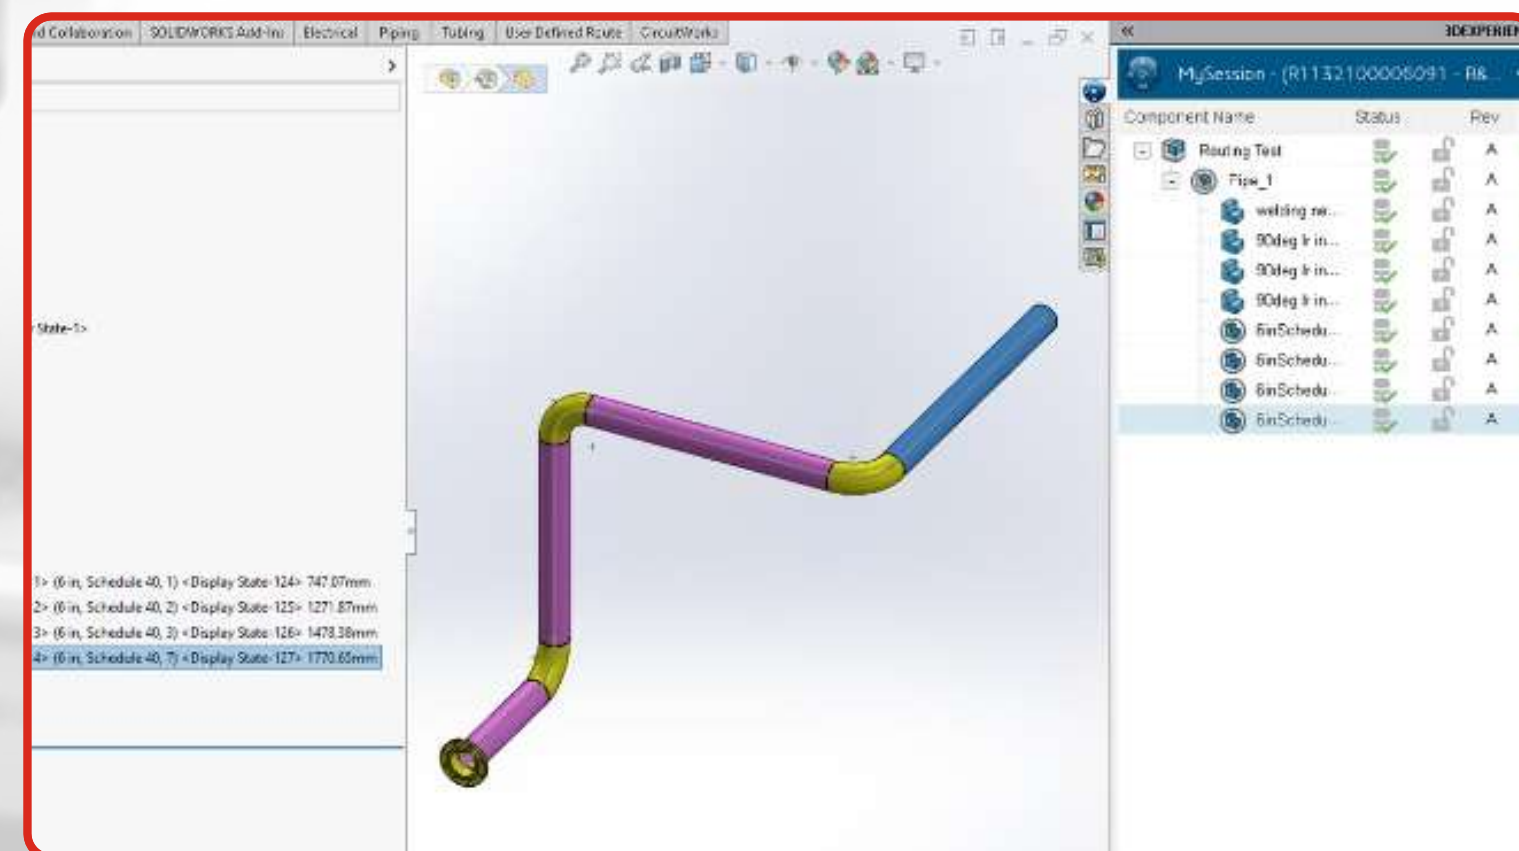 nd Collaboration SOLIDWORKS Add-Ins Electrical Piping Tubing User Defined Route CircuitWorks
3DEXPERIEN
MySession - (R1132100006091 - R&...
Component Name Status Rev
Routing Test A
Pipe_1 A
welding ne... A
90deg lr in... A
90deg lr in... A
90deg lr in... A
6inSchedu... A
6inSchedu... A
6inSchedu... A
6inSchedu... A
State-1>
1> (6 in, Schedule 40, 1) <Display State-124> 747.07mm
2> (6 in, Schedule 40, 2) <Display State-125> 1271.87mm
3> (6 in, Schedule 40, 3) <Display State-126> 1478.38mm
4> (6 in, Schedule 40, 7) <Display State-127> 1770.65mm